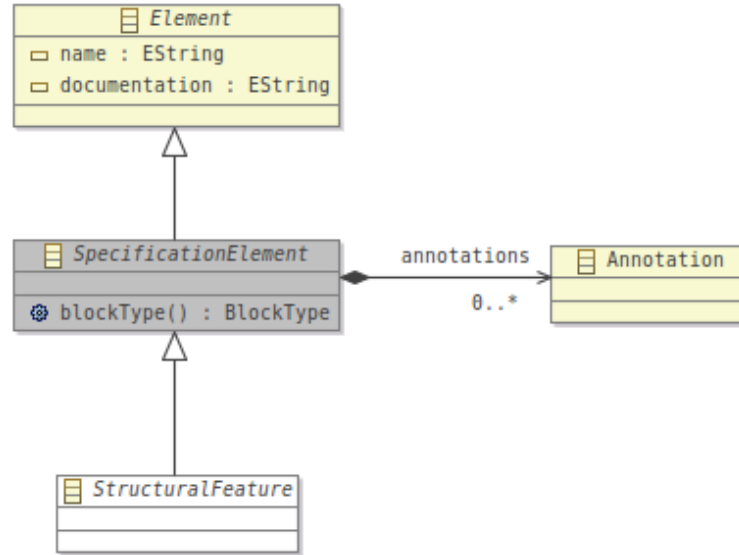 Element
name : EString
documentation : EString
SpecificationElement
blockType() : BlockType
annotations
0..*
Annotation
StructuralFeature